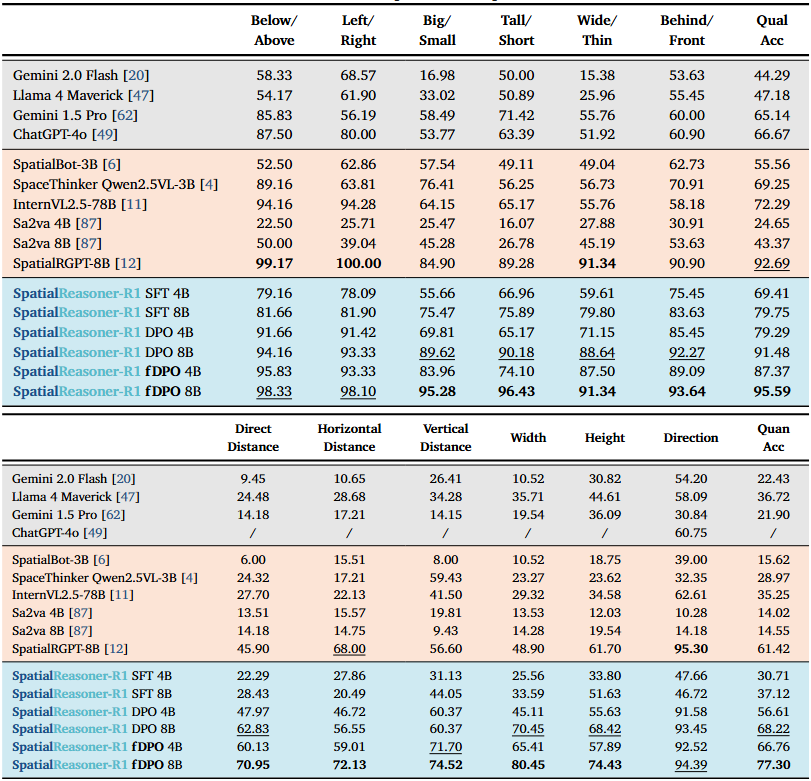 Below/ Left/ Big/ Tall/ Wide/ Behind/ Qual
Above Right Small Short Thin Front Acc
Gemini 2.0 Flash [20] 58.33 68.57 16.98 50.00 15.38 53.63 44.29
Llama 4 Maverick [47] 54.17 61.90 33.02 50.89 25.96 55.45 47.18
Gemini 1.5 Pro [62] 85.83 56.19 58.49 71.42 55.76 60.00 65.14
ChatGPT-4o [49] 87.50 80.00 53.77 63.39 51.92 60.90 66.67
SpatialBot-3B [6] 52.50 62.86 57.54 49.11 49.04 62.73 55.56
SpaceThinker Qwen2.5VL-3B [4] 89.16 63.81 76.41 56.25 56.73 70.91 69.25
InternVL2.5-78B [11] 94.16 94.28 64.15 65.17 55.76 58.18 72.29
Sa2va 4B [87] 22.50 25.71 25.47 16.07 27.88 30.91 24.65
Sa2va 8B [87] 50.00 39.04 45.28 26.78 45.19 53.63 43.37
SpatialRGPT-8B [12] 99.17 100.00 84.90 89.28 91.34 90.90 92.69
SpatialReasoner-R1 SFT 4B 79.16 78.09 55.66 66.96 59.61 75.45 69.41
SpatialReasoner-R1 SFT 8B 81.66 81.90 75.47 75.89 79.80 83.63 79.75
SpatialReasoner-R1 DPO 4B 91.66 91.42 69.81 65.17 71.15 85.45 79.29
SpatialReasoner-R1 DPO 8B 94.16 93.33 89.62 90.18 88.64 92.27 91.48
SpatialReasoner-R1 fDPO 4B 95.83 93.33 83.96 74.10 87.50 89.09 87.37
SpatialReasoner-R1 fDPO 8B 98.33 98.10 95.28 96.43 91.34 93.64 95.59
Direct Horizontal Vertical Width Height Direction Quan
Distance Distance Distance Acc
Gemini 2.0 Flash [20] 9.45 10.65 26.41 10.52 30.82 54.20 22.43
Llama 4 Maverick [47] 24.48 28.68 34.28 35.71 44.61 58.09 36.72
Gemini 1.5 Pro [62] 14.18 17.21 14.15 19.54 36.09 30.84 21.90
ChatGPT-4o [49] / / / / / 60.75 /
SpatialBot-3B [6] 6.00 15.51 8.00 10.52 18.75 39.00 15.62
SpaceThinker Qwen2.5VL-3B [4] 24.32 17.21 59.43 23.27 23.62 32.35 28.97
InternVL2.5-78B [11] 27.70 22.13 41.50 29.32 34.58 62.61 35.25
Sa2va 4B [87] 13.51 15.57 19.81 13.53 12.03 10.28 14.02
Sa2va 8B [87] 14.18 14.75 9.43 14.28 19.54 14.18 14.55
SpatialRGPT-8B [12] 45.90 68.00 56.60 48.90 61.70 95.30 61.42
SpatialReasoner-R1 SFT 4B 22.29 27.86 31.13 25.56 33.80 47.66 30.71
SpatialReasoner-R1 SFT 8B 28.43 20.49 44.05 33.59 51.63 46.72 37.12
SpatialReasoner-R1 DPO 4B 47.97 46.72 60.37 45.11 55.63 91.58 56.61
SpatialReasoner-R1 DPO 8B 62.83 56.55 60.37 70.45 68.42 93.45 68.22
SpatialReasoner-R1 fDPO 4B 60.13 59.01 71.70 65.41 57.89 92.52 66.76
SpatialReasoner-R1 fDPO 8B 70.95 72.13 74.52 80.45 74.43 94.39 77.30